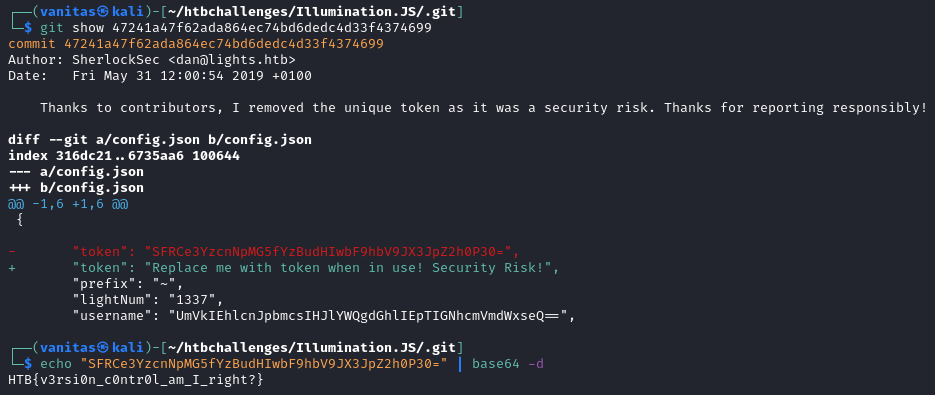 ┌──(vanitas㉿kali)-[~/htbchallenges/Illumination.JS/.git]
└─$ git show 47241a47f62ada864ec74bd6dedc4d33f4374699
commit 47241a47f62ada864ec74bd6dedc4d33f4374699
Author: SherlockSec <dan@lights.htb>
Date:   Fri May 31 12:00:54 2019 +0100
    Thanks to contributors, I removed the unique token as it was a security risk. Thanks for reporting responsibly!
diff --git a/config.json b/config.json
index 316dc21..6735aa6 100644
--- a/config.json
+++ b/config.json
@@ -1,6 +1,6 @@
 {
-       "token": "SFRCe3YzcnNpMG5fYzBudHIwbF9hbV9JX3JpZ2h0P30=",
+       "token": "Replace me with token when in use! Security Risk!",
        "prefix": "~",
        "lightNum": "1337",
        "username": "UmVkIEhlcnJpbmcsIHJlYWQgdGhlIEpTIGNhcmVmdWxseQ==",
┌──(vanitas㉿kali)-[~/htbchallenges/Illumination.JS/.git]
└─$ echo "SFRCe3YzcnNpMG5fYzBudHIwbF9hbV9JX3JpZ2h0P30=" | base64 -d
HTB{v3rsi0n_c0ntr0l_am_I_right?}